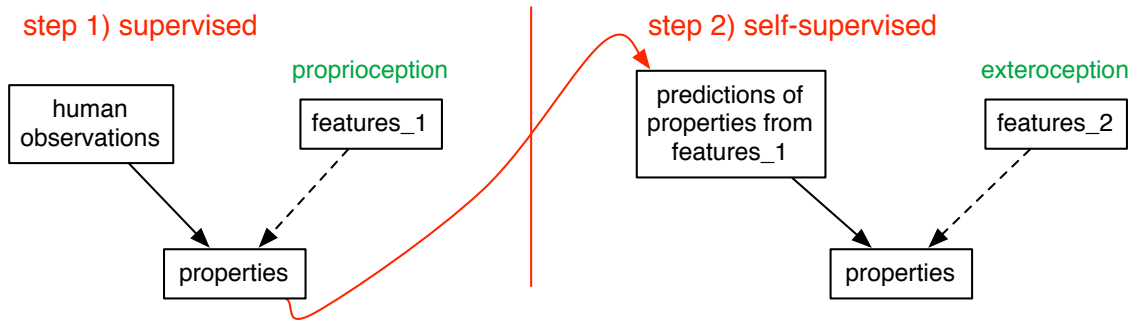 step 1) supervised
proprioception
human
observations
features_1
properties
step 2) self-supervised
exteroception
predictions of
properties from
features_1
features_2
properties